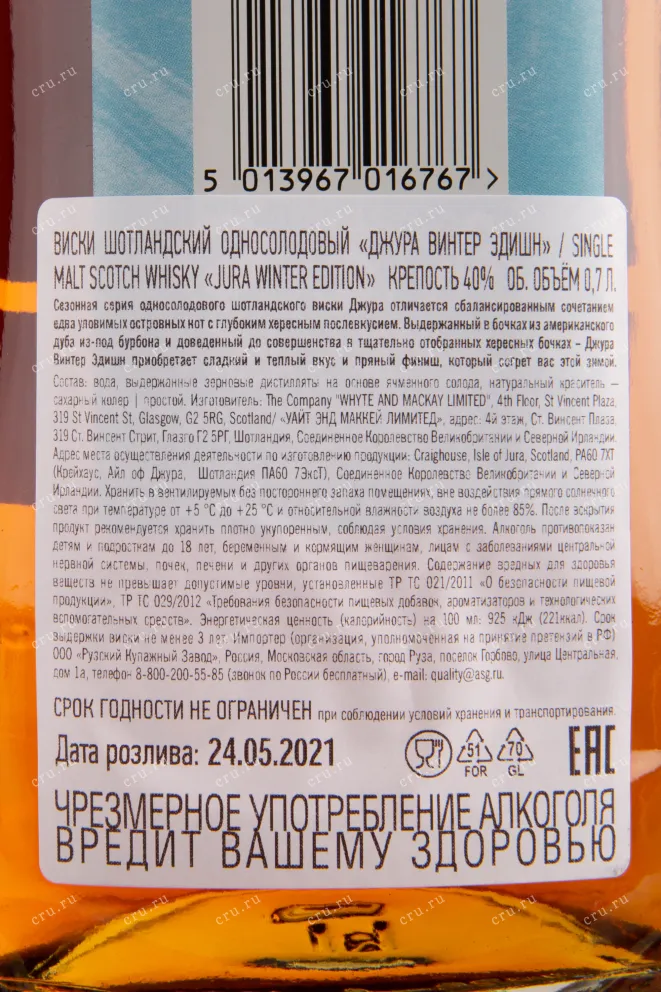 5 013967 016767 >
ВИСКИ ШОТЛАНДСКИЙ ОДНОСОЛОДОВЫЙ «ДЖУРА ВИНТЕР ЭДИШН» / SINGLE
MALT SCOTCH WHISKY «JURA WINTER EDITION» КРЕПОСТЬ 40% ОБ. ОБЪЁМ 0,7 Л.
Сезонная серия односолодового шотландского виски Джура отличается сбалансированным сочетанием
едва уловимых островных нот с глубоким хересным послевкусием. Выдержанный в бочках из американского
дуба из-под бурбона и доведенный до совершенства в тщательно отобранных хересных бочках – Джура
Винтер Эдишн приобретает сладкий и теплый вкус и пряный финиш, который согреет вас этой зимой.
Состав: вода, выдержанные зерновые дистилляты на основе ячменного солода, натуральный краситель –
сахарный колер | простой. Изготовитель: The Company "WHYTE AND MACKAY LIMITED", 4th Floor, St Vincent Plaza,
319 St Vincent St, Glasgow, G2 5RG, Scotland/ «УАЙТ ЭНД МАККЕЙ ЛИМИТЕД», адрес: 4й этаж, Ст. Винсент Плаза,
319 Ст. Винсент Стрит, Глазго Г2 5РГ, Шотландия, Соединенное Королевство Великобритании и Северной Ирландии.
Адрес места осуществления деятельности по изготовлению продукции: Craighouse, Isle of Jura, Scotland, PA60 7XT
(Крейхаус, Айл оф Джура, Шотландия ПА60 7ЭксТ), Соединенное Королевство Великобритании и Северной
Ирландии. Хранить в вентилируемых без постороннего запаха помещениях, вне воздействия прямого солнечного
света при температуре от +5 °C до +25 °C и относительной влажности воздуха не более 85%. После вскрытия
продукт рекомендуется хранить плотно укупоренным, соблюдая условия хранения. Алкоголь противопоказан
детям и подросткам до 18 лет, беременным и кормящим женщинам, лицам с заболеваниями центральной
нервной системы, почек, печени и других органов пищеварения. Содержание вредных для здоровья
веществ не превышает допустимые уровни, установленные ТР ТС 021/2011 «О безопасности пищевой
продукции», ТР ТС 029/2012 «Требования безопасности пищевых добавок, ароматизаторов и технологических
вспомогательных средств». Энергетическая ценность (калорийность) на 100 мл: 925 кДж (221ккал). Срок
выдержки виски не менее 3 лет. Импортер (организация, уполномоченная на принятие претензий в РФ)
ООО «Рузский Купажный Завод», Россия, Московская область, город Руза, поселок Горбово, улица Центральная,
дом 1а, телефон 8-800-200-55-85 (звонок по России бесплатный), e-mail: quality@asg.ru.
СРОК ГОДНОСТИ НЕ ОГРАНИЧЕН при соблюдении условий хранения и транспортирования.
Дата розлива: 24.05.2021
51 70 EAC
FOR GL
ЧРЕЗМЕРНОЕ УПОТРЕБЛЕНИЕ АЛКОГОЛЯ
ВРЕДИТ ВАШЕМУ ЗДОРОВЬЮ
cru.ru